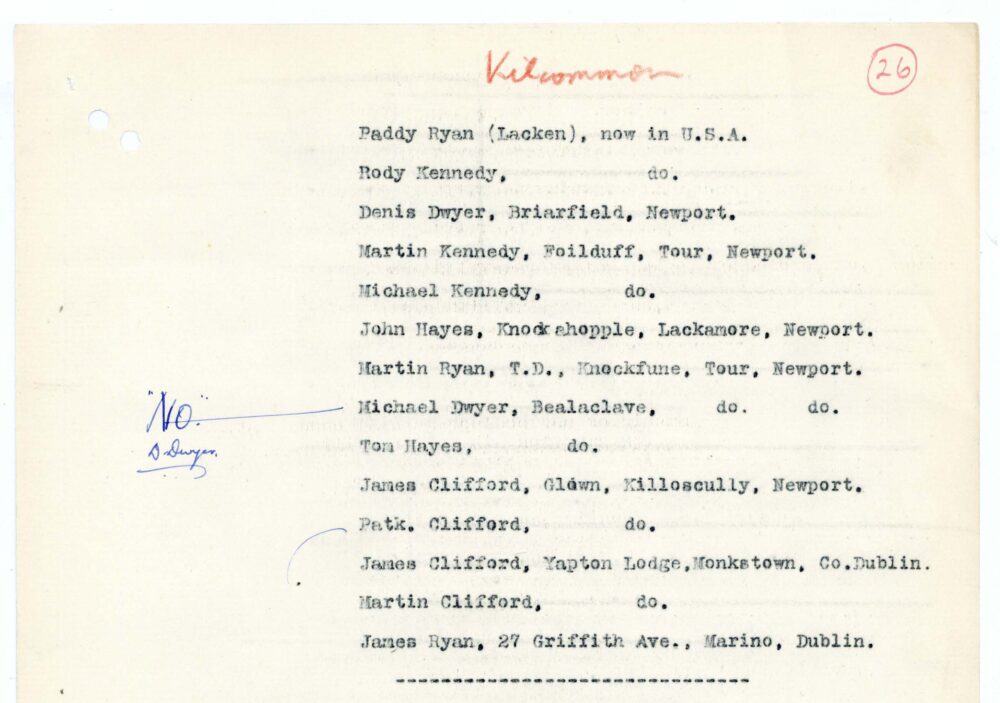 Kilcommon
26
Paddy Ryan (Lacken), now in U.S.A.
Rody Kennedy, do.
Denis Dwyer, Briarfield, Newport.
Martin Kennedy, Foilduff, Tour, Newport.
Michael Kennedy, do.
John Hayes, Knockahopple, Lackamore, Newport.
Martin Ryan, T.D., Knockfune, Tour, Newport.
"NO." Michael Dwyer, Bealaclave, do. do.
D Dwyer.
Tom Hayes, do.
James Clifford, Glown, Killoscully, Newport.
Patk. Clifford, do.
James Clifford, Yapton Lodge,Monkstown, Co.Dublin.
Martin Clifford, do.
James Ryan, 27 Griffith Ave., Marino, Dublin.